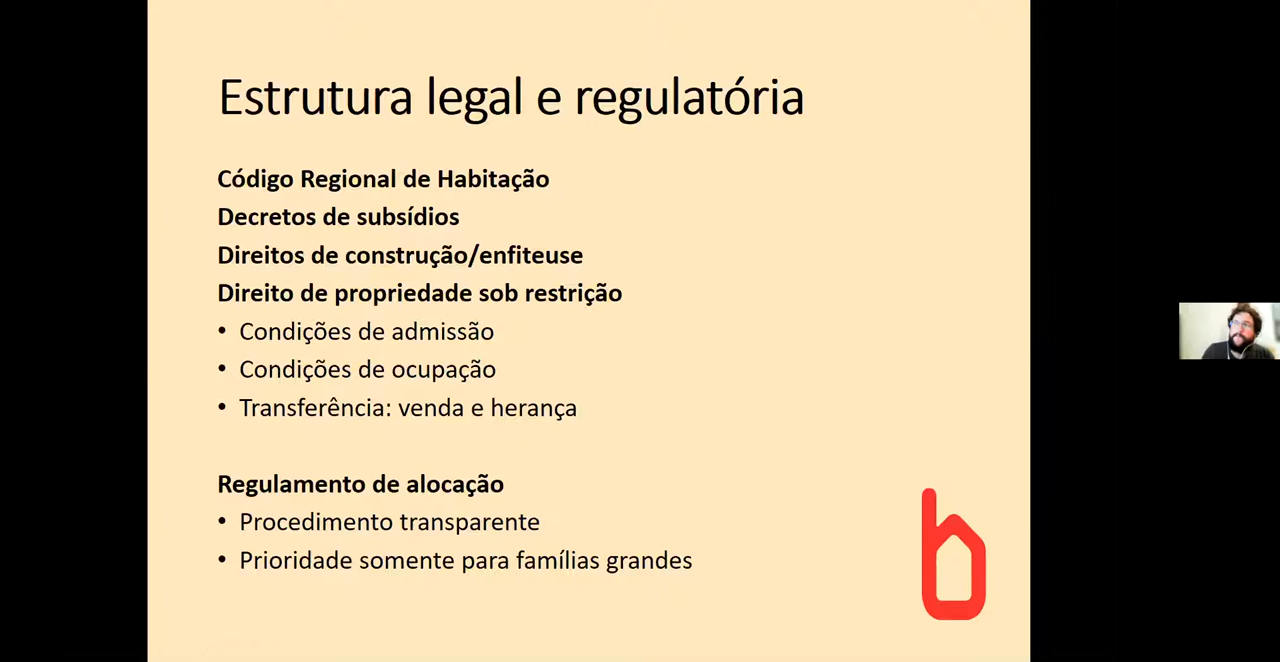 Estrutura legal e regulatória
Código Regional de Habitação
Decretos de subsídios
Direitos de construção/enfiteuse
Direito de propriedade sob restrição
• Condições de admissão
• Condições de ocupação
• Transferência: venda e herança
Regulamento de alocação
• Procedimento transparente
• Prioridade somente para famílias grandes
b